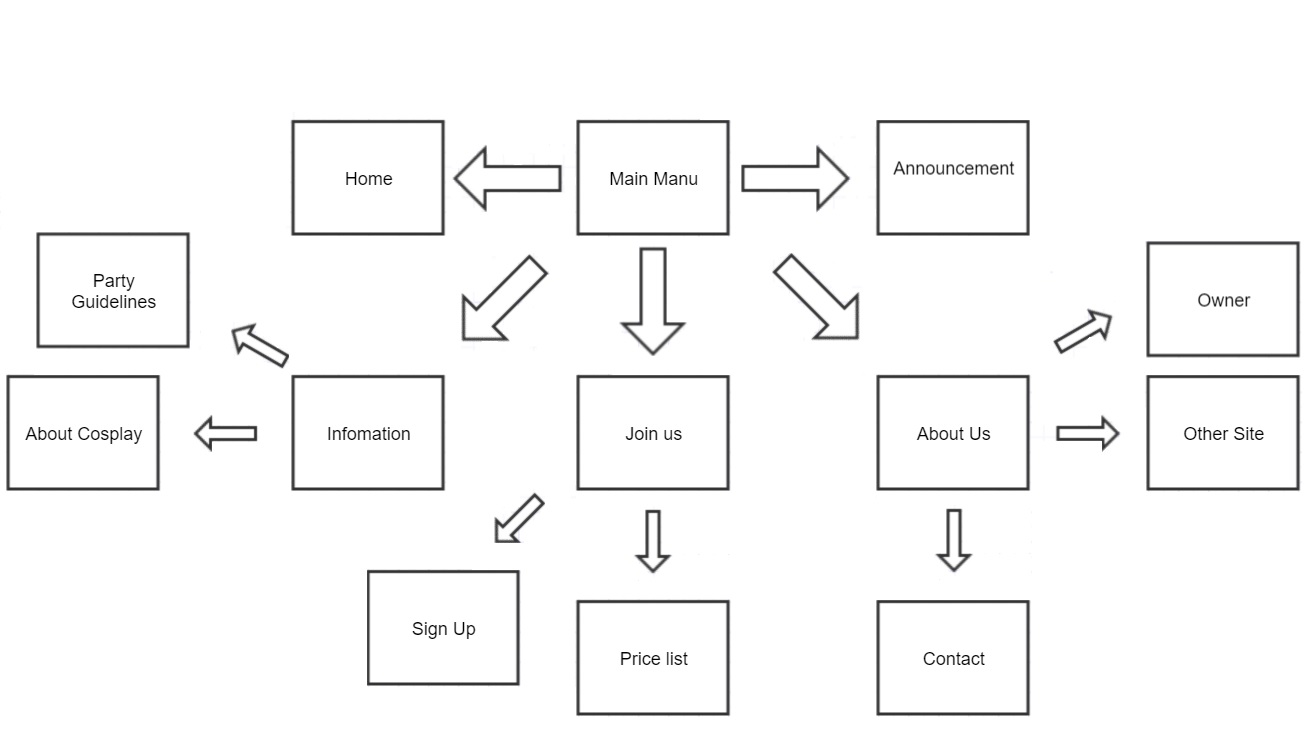 Home
Main Manu
Announcement
Party
Guidelines
Owner
About Cosplay
Infomation
Join us
About Us
Other Site
Sign Up
Price list
Contact